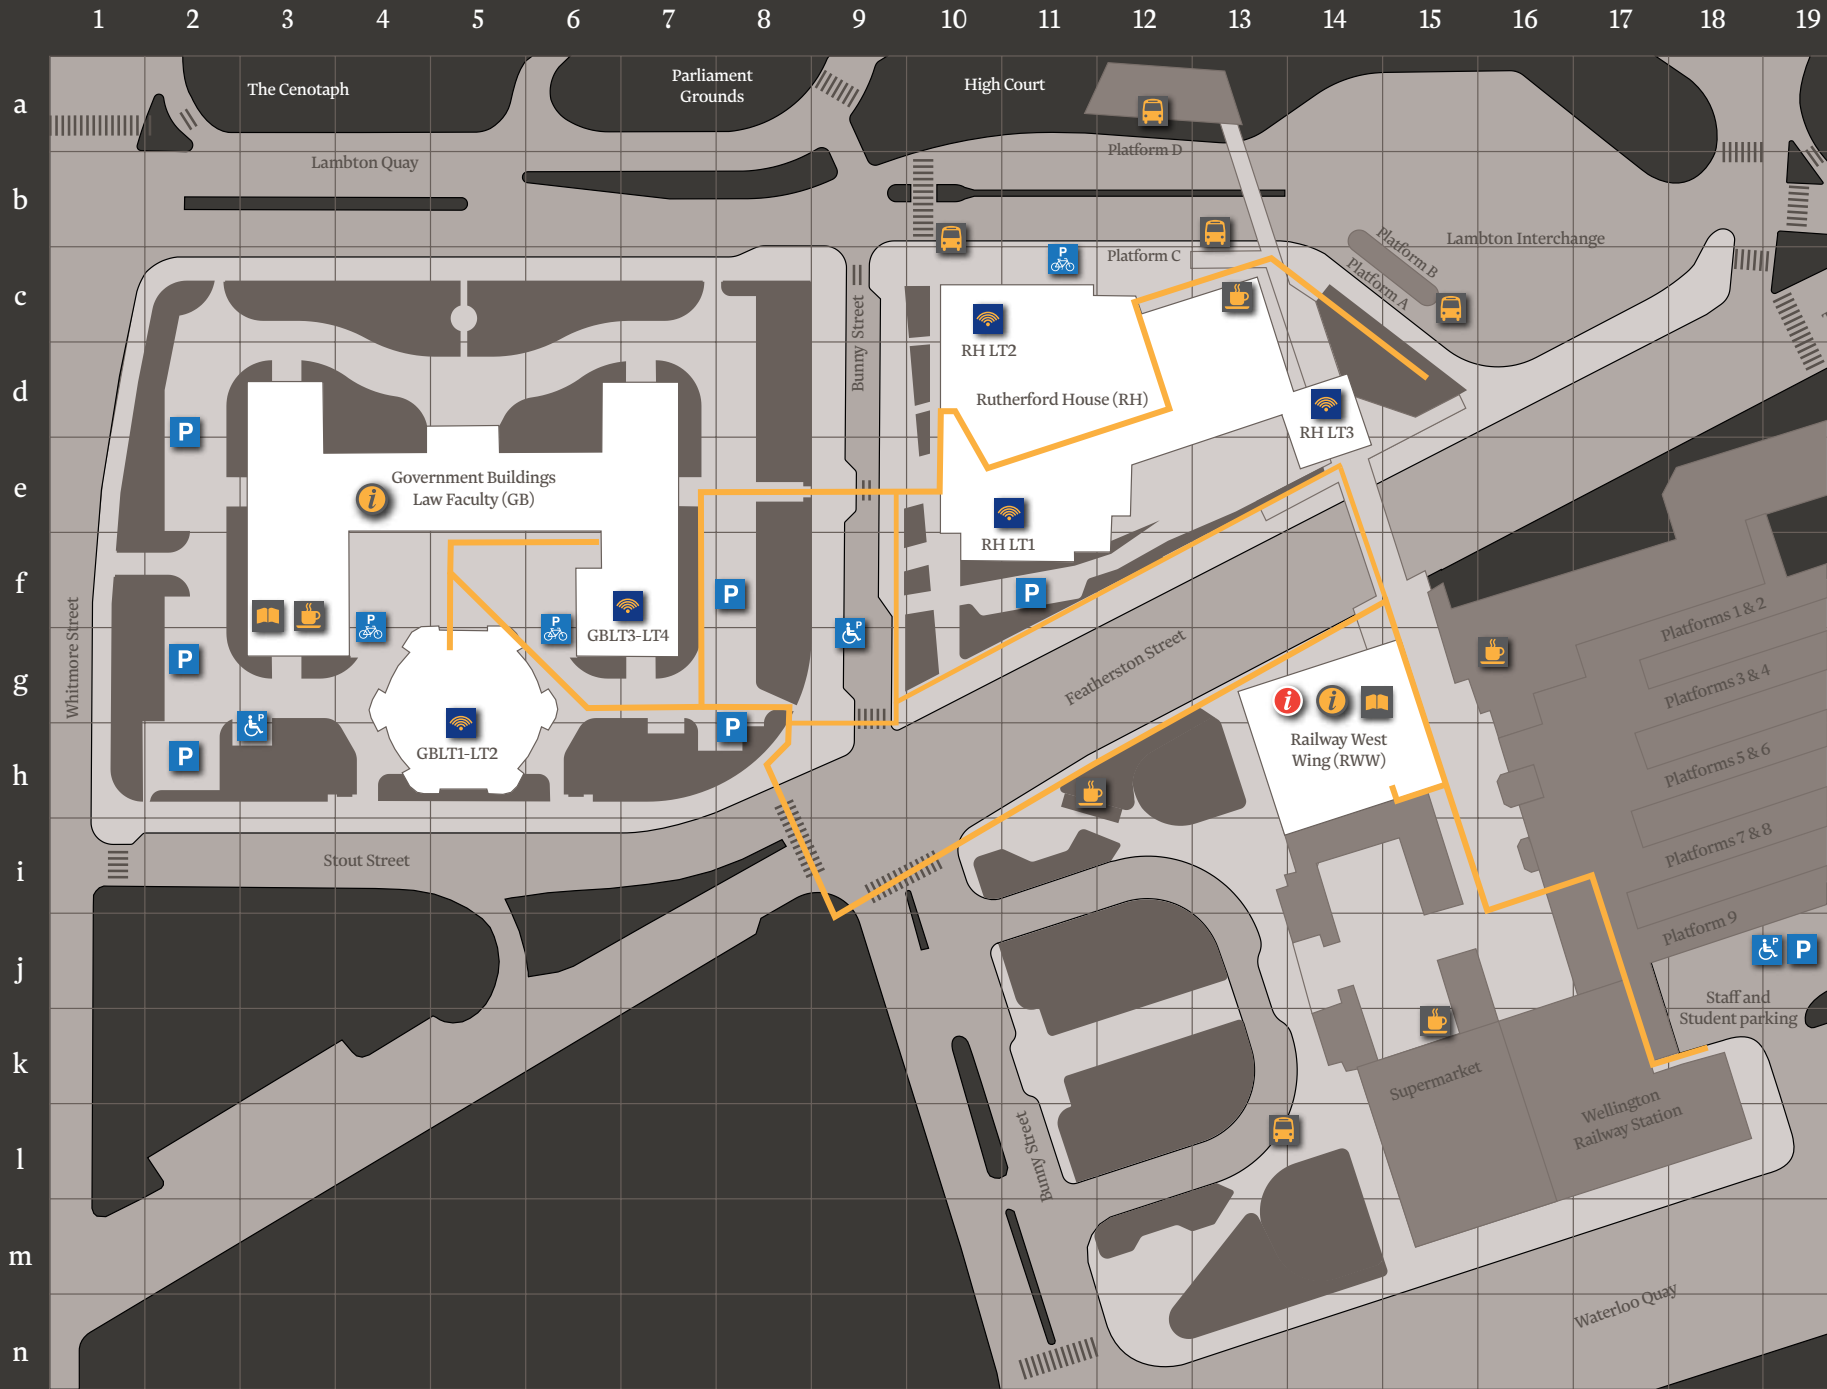 1 2 3 4 5 6 7 8 9 10 11 12 13 14 15 16 17 18 19
a
b
c
d
e
f
g
h
i
j
k
l
m
n
The Cenotaph
Parliament
Grounds
High Court
Lambton Quay
Platform D
Platform C
Platform B
Platform A
Lambton Interchange
Bunny Street
RH LT2
Rutherford House (RH)
RH LT3
RH LT1
P
Government Buildings
Law Faculty (GB)
i
P
P
P
P
GBLT3-LT4
P
P
Whitmore Street
P
P
P
P
GBLT1-LT2
P
Featherston Street
i
i
Railway West
Wing (RWW)
Platforms 1 & 2
Platforms 3 & 4
Platforms 5 & 6
Platforms 7 & 8
Platform 9
Stout Street
P
P
Staff and
Student parking
Supermarket
Wellington
Railway Station
Bunny Street
Waterloo Quay